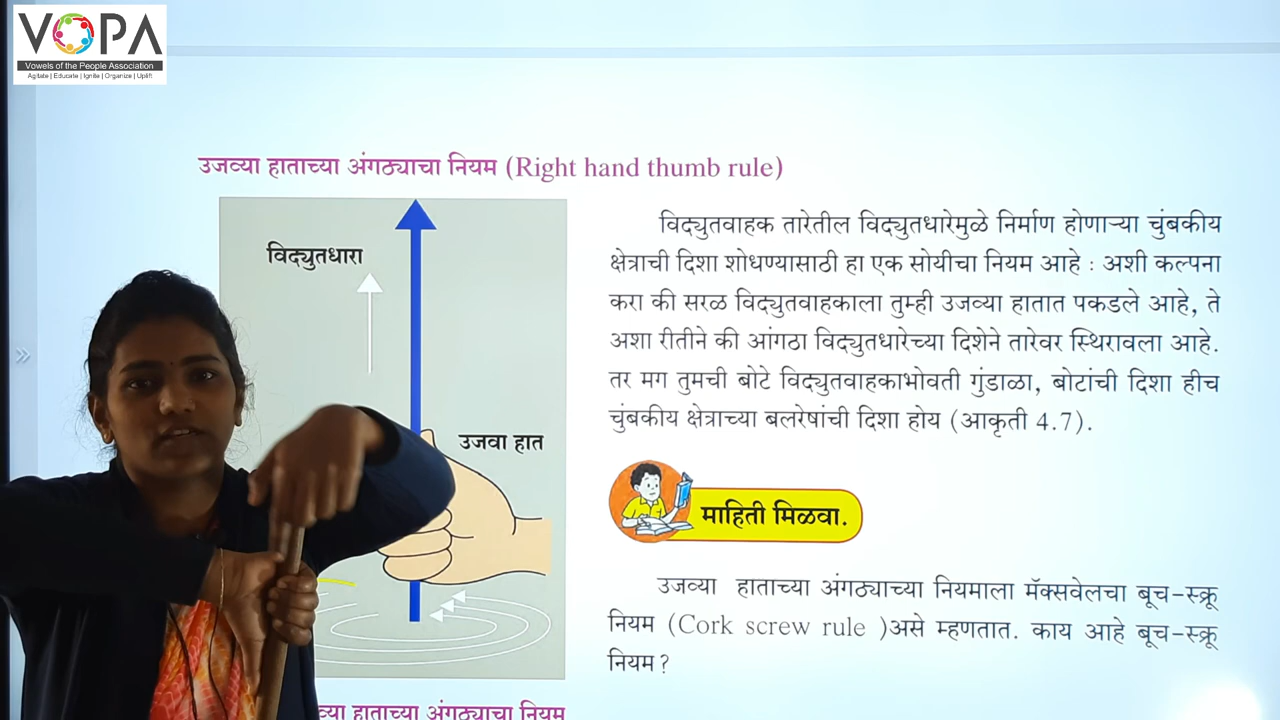 VOPA
Vowels of the People Association
Agitate | Educate | Ignite | Organize | Uplift
उजव्या हाताच्या अंगठ्याचा नियम (Right hand thumb rule)
विद्युतधारा
उजवा हात
व्या हाताच्या अंगठ्याचा नियम
विद्युतवाहक तारेतील विद्युतधारेमुळे निर्माण होणाऱ्या चुंबकीय
क्षेत्राची दिशा शोधण्यासाठी हा एक सोयीचा नियम आहे : अशी कल्पना
करा की सरळ विद्युतवाहकाला तुम्ही उजव्या हातात पकडले आहे, ते
अशा रीतीने की आंगठा विद्युतधारेच्या दिशेने तारेवर स्थिरावला आहे.
तर मग तुमची बोटे विद्युतवाहकाभोवती गुंडाळा, बोटांची दिशा हीच
चुंबकीय क्षेत्राच्या बलरेषांची दिशा होय (आकृती 4.7).
माहिती मिळवा.
उजव्या हाताच्या अंगठ्याच्या नियमाला मॅक्सवेलचा बूच-स्क्रू
नियम (Cork screw rule )असे म्हणतात. काय आहे बूच-स्क्रू
नियम?